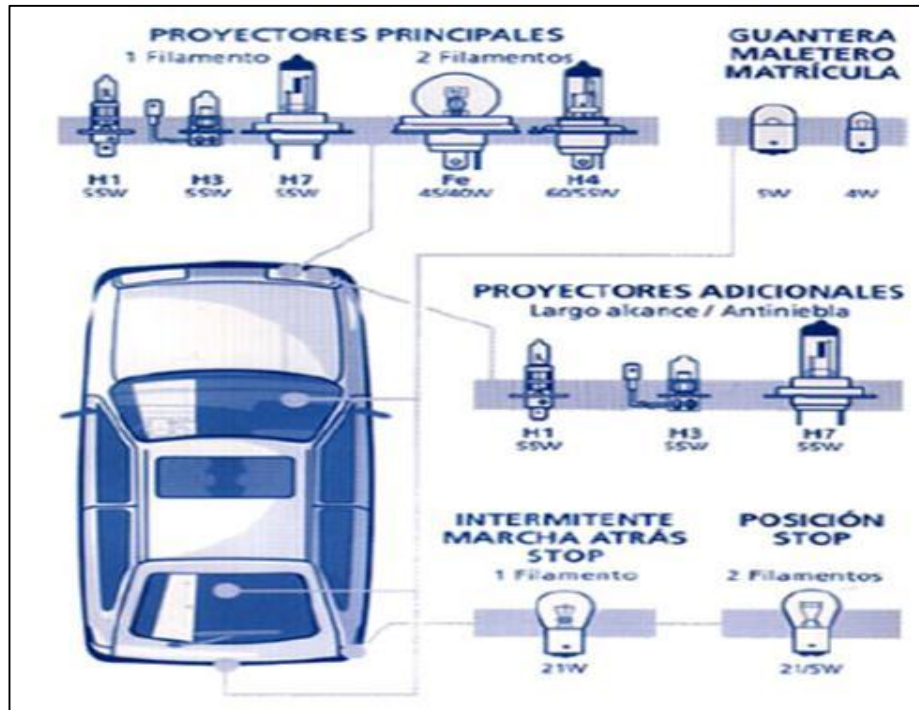 PROYECTORES PRINCIPALES
1 Filamento 2 Filamentos
H1 H3 H7 Fe H4
55W 55W 55W 45/40W 60/55W
GUANTERA
MALETERO
MATRÍCULA
5W 4W
PROYECTORES ADICIONALES
Largo alcance / Antiniebla
H1 H3 H7
55W 55W 55W
INTERMITENTE
MARCHA ATRÁS
STOP
1 Filamento
21W
POSICIÓN
STOP
2 Filamentos
21/5W